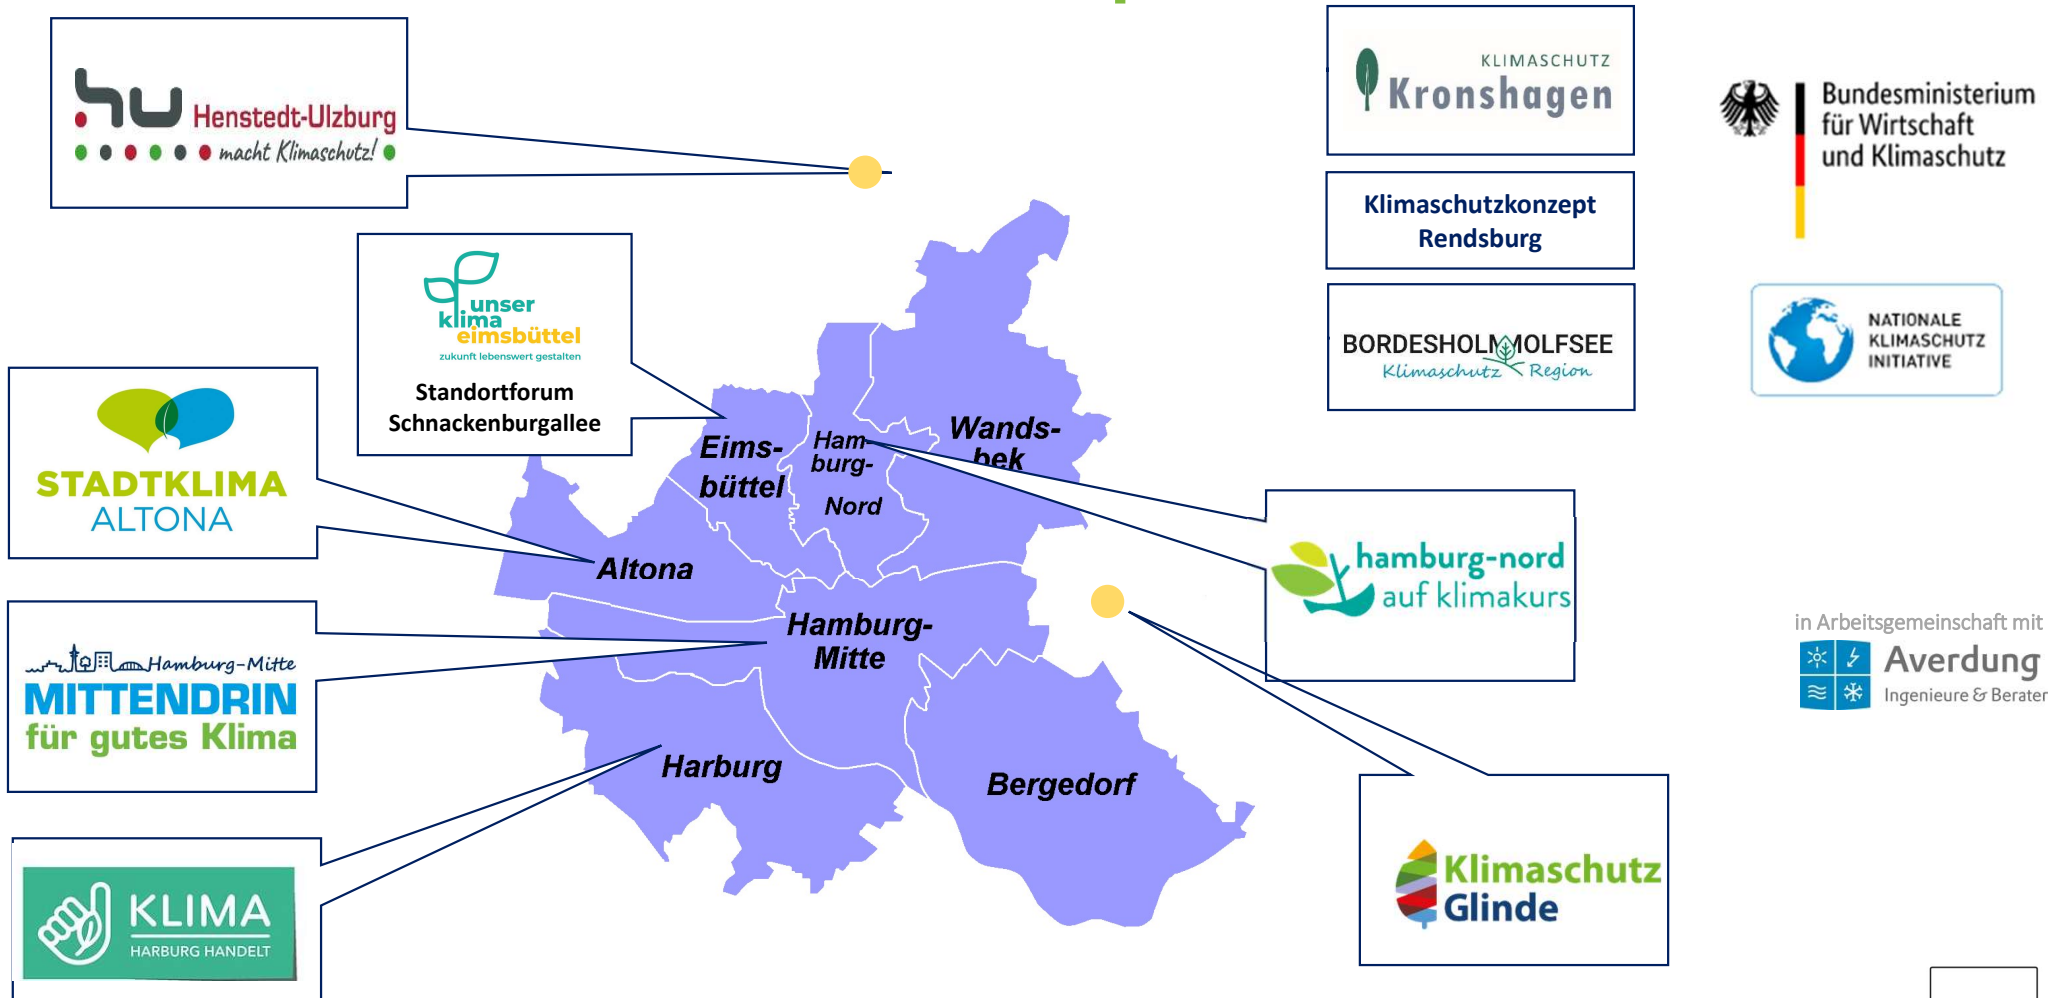 hu Henstedt-Ulzburg
macht Klimaschutz!
unser
klima
eimsbüttel
zukunft lebenswert gestalten
Standortforum
Schnackenburgallee
STADTKLIMA
ALTONA
Hamburg-Mitte
MITTENDRIN
für gutes Klima
KLIMA
HARBURG HANDELT
Eims-
büttel
Ham-
burg-
Nord
Wands-
bek
Altona
Hamburg-
Mitte
Harburg
Bergedorf
KLIMASCHUTZ
Kronshagen
Klimaschutzkonzept
Rendsburg
BORDESHOLM MOLFSEE
Klimaschutz Region
hamburg-nord
auf klimakurs
Klimaschutz
Glinde
Bundesministerium
für Wirtschaft
und Klimaschutz
NATIONALE
KLIMASCHUTZ
INITIATIVE
in Arbeitsgemeinschaft mit
Averdung
Ingenieure & Berater